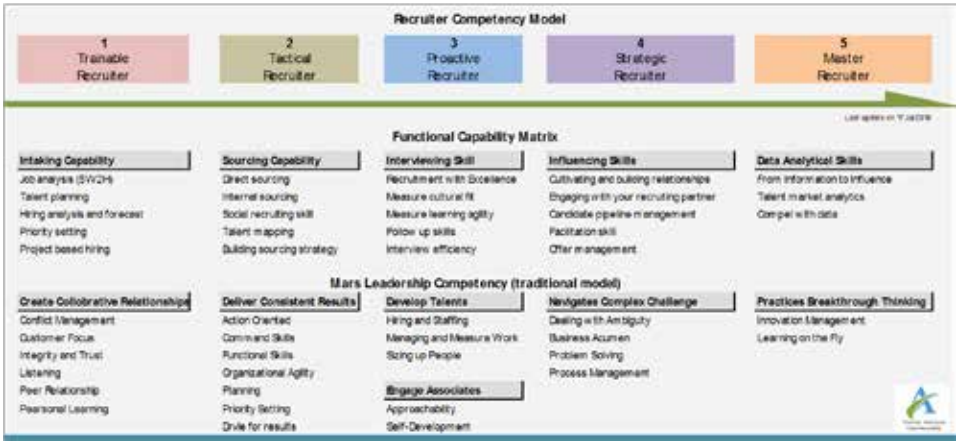 Recruiter Competency Model
1
Trainable
Recruiter
2
Tactical
Recruiter
3
Proactive
Recruiter
4
Strategic
Recruiter
5
Master
Recruiter
Last update on
Functional Capability Matrix
Intaking Capability
Job analysis (5W2H)
Talent planning
Hiring analysis and forecast
Priority setting
Project based hiring
Sourcing Capability
Direct sourcing
Internal sourcing
Social recruiting skill
Talent mapping
Building sourcing strategy
Interviewing Skill
Recruitment with Excellence
Measure cultural fit
Measure learning agility
Follow up skills
Interview efficiency
Influencing Skills
Cultivating and building relationships
Engaging with your recruiting partner
Candidate pipeline management
Facilitation skill
Offer management
Data Analytical Skills
From Information to Influence
Talent market analytics
Compel with data
Mars Leadership Competency (traditional model)
Create Collobrative Relationships
Conflict Management
Customer Focus
Integrity and Trust
Listening
Peer Relationship
Pearsonal Learning
Deliver Consistent Results
Action Oriented
Command Skills
Functional Skills
Organizational Agility
Planning
Priority Setting
Drvie for results
Develop Talents
Hiring and Staffing
Managing and Measure Work
Sizing up People
Engage Associates
Approachability
Self-Development
Navigates Complex Challenge
Dealing with Ambiguity
Business Acumen
Problem Solving
Process Management
Practices Breakthrough Thinking
Innovation Management
Learning on the Fly